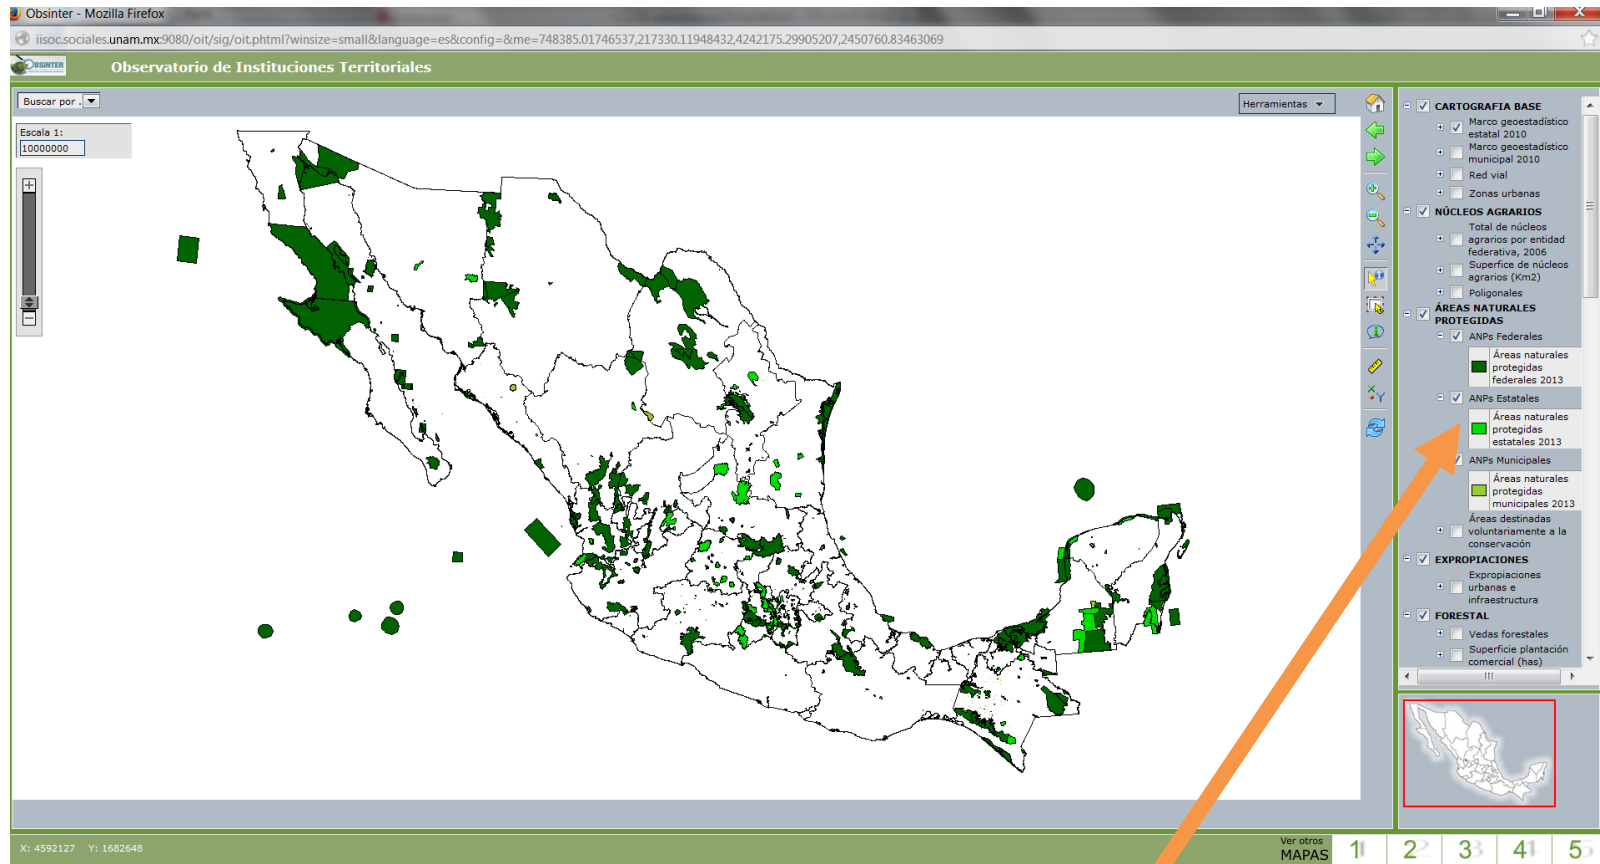 Obsinter - Mozilla Firefox
iisoc.sociales.unam.mx:9080/oit/sig/oit.phtml?winsize=small&language=es&config=&me=748385.01746537,217330.11948432,4242175.29905207,2450760.83463069
OBSINTER
Observatorio de Instituciones Territoriales
Buscar por .
Herramientas
Escala 1:
10000000
CARTOGRAFIA BASE
Marco geoestadístico
estatal 2010
Marco geoestadístico
municipal 2010
Red vial
Zonas urbanas
NÚCLEOS AGRARIOS
Total de núcleos
agrarios por entidad
federativa, 2006
Superfice de núcleos
agrarios (Km2)
Poligonales
ÁREAS NATURALES
PROTEGIDAS
ANPs Federales
Áreas naturales
protegidas
federales 2013
ANPs Estatales
Áreas naturales
protegidas
estatales 2013
ANPs Municipales
Áreas naturales
protegidas
municipales 2013
Áreas destinadas
voluntariamente a la
conservación
EXPROPIACIONES
Expropiaciones
urbanas e
infraestructura
FORESTAL
Vedas forestales
Superficie plantación
comercial (has)
X: 4592127 Y: 1682648
Ver otros
MAPAS
1 2 3 4 5